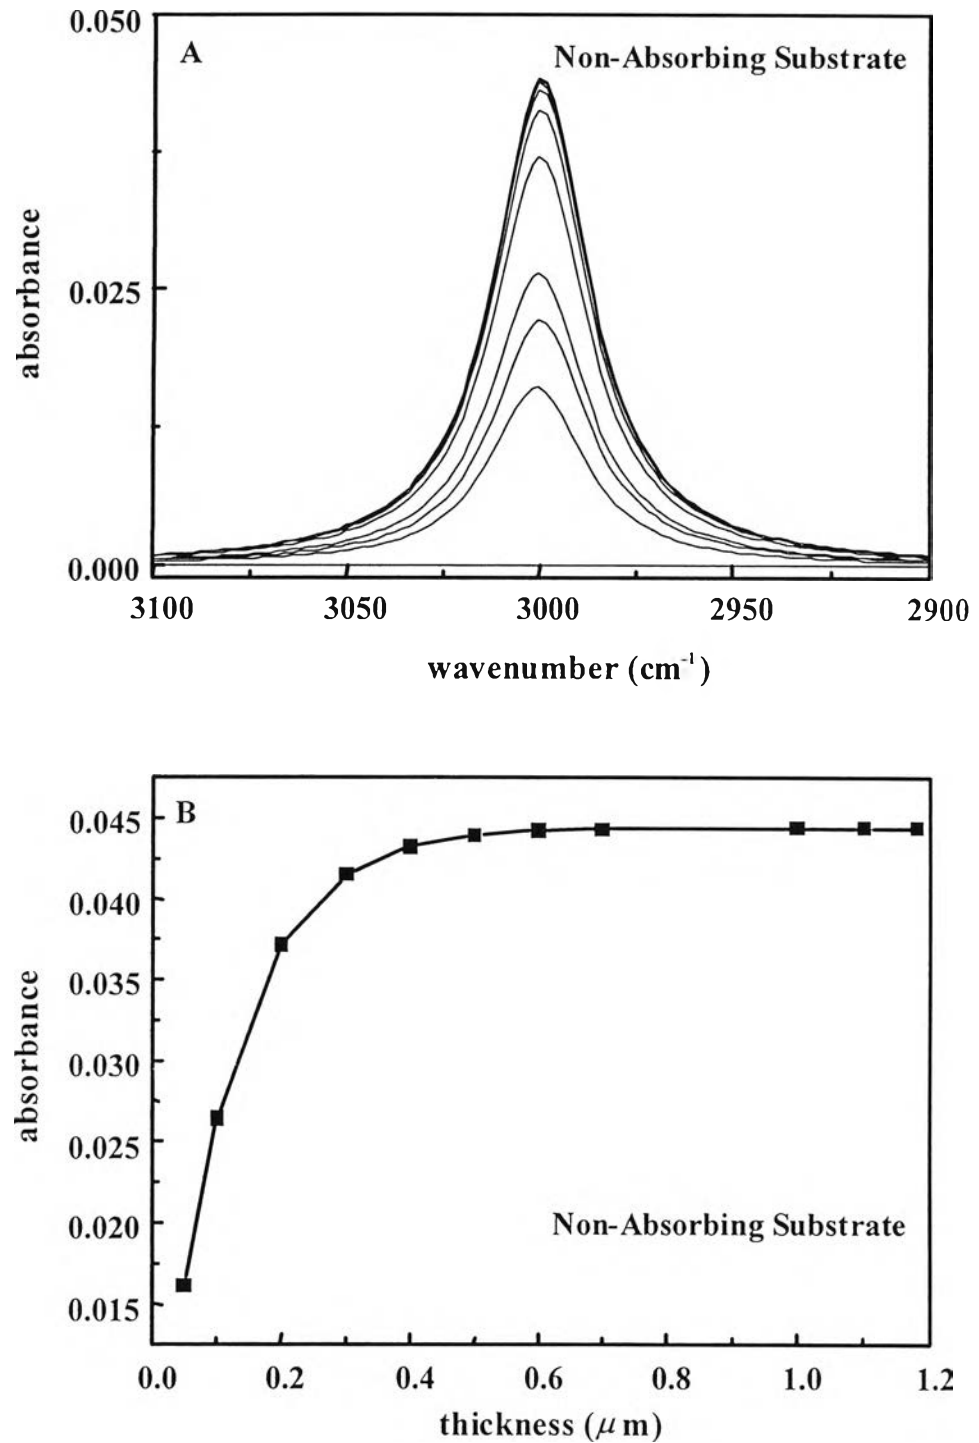 0.050
A
Non-Absorbing Substrate
absorbance
0.025
0.000
3100 3050 3000 2950 2900
wavenumber (cm⁻¹)
B
0.045
0.040
0.035
absorbance
0.030
0.025
0.020
Non-Absorbing Substrate
0.015
0.0 0.2 0.4 0.6 0.8 1.0 1.2
thickness (μm)